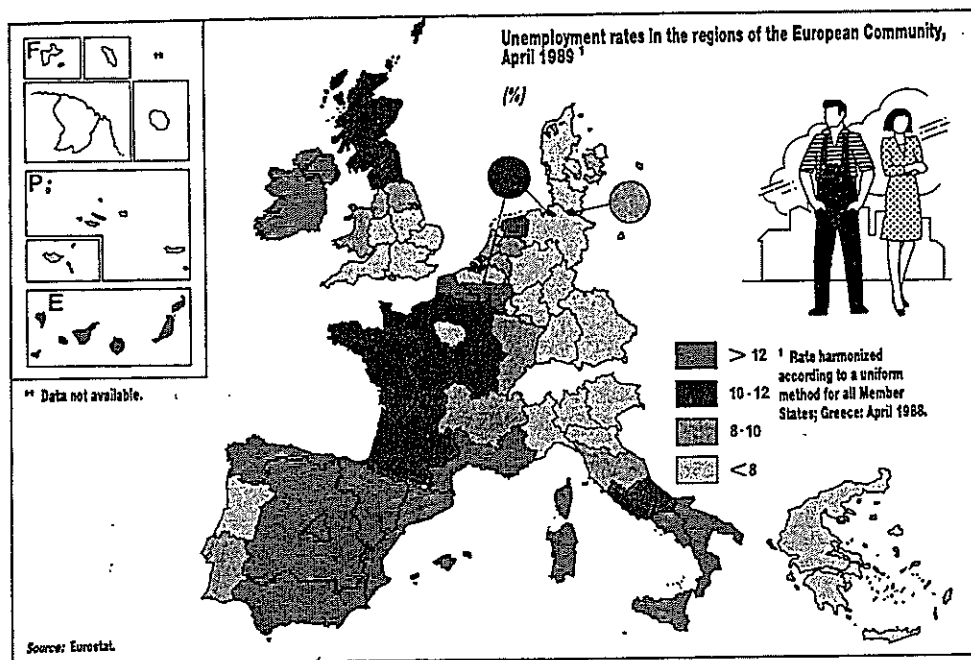 Unemployment rates in the regions of the European Community,
April 1989 ¹
(%)
F
**
P
E
** Data not available.
> 12
10-12
8-10
<8
¹ Rate harmonized
according to a uniform
method for all Member
States; Greece: April 1988.
Source: Eurostat.